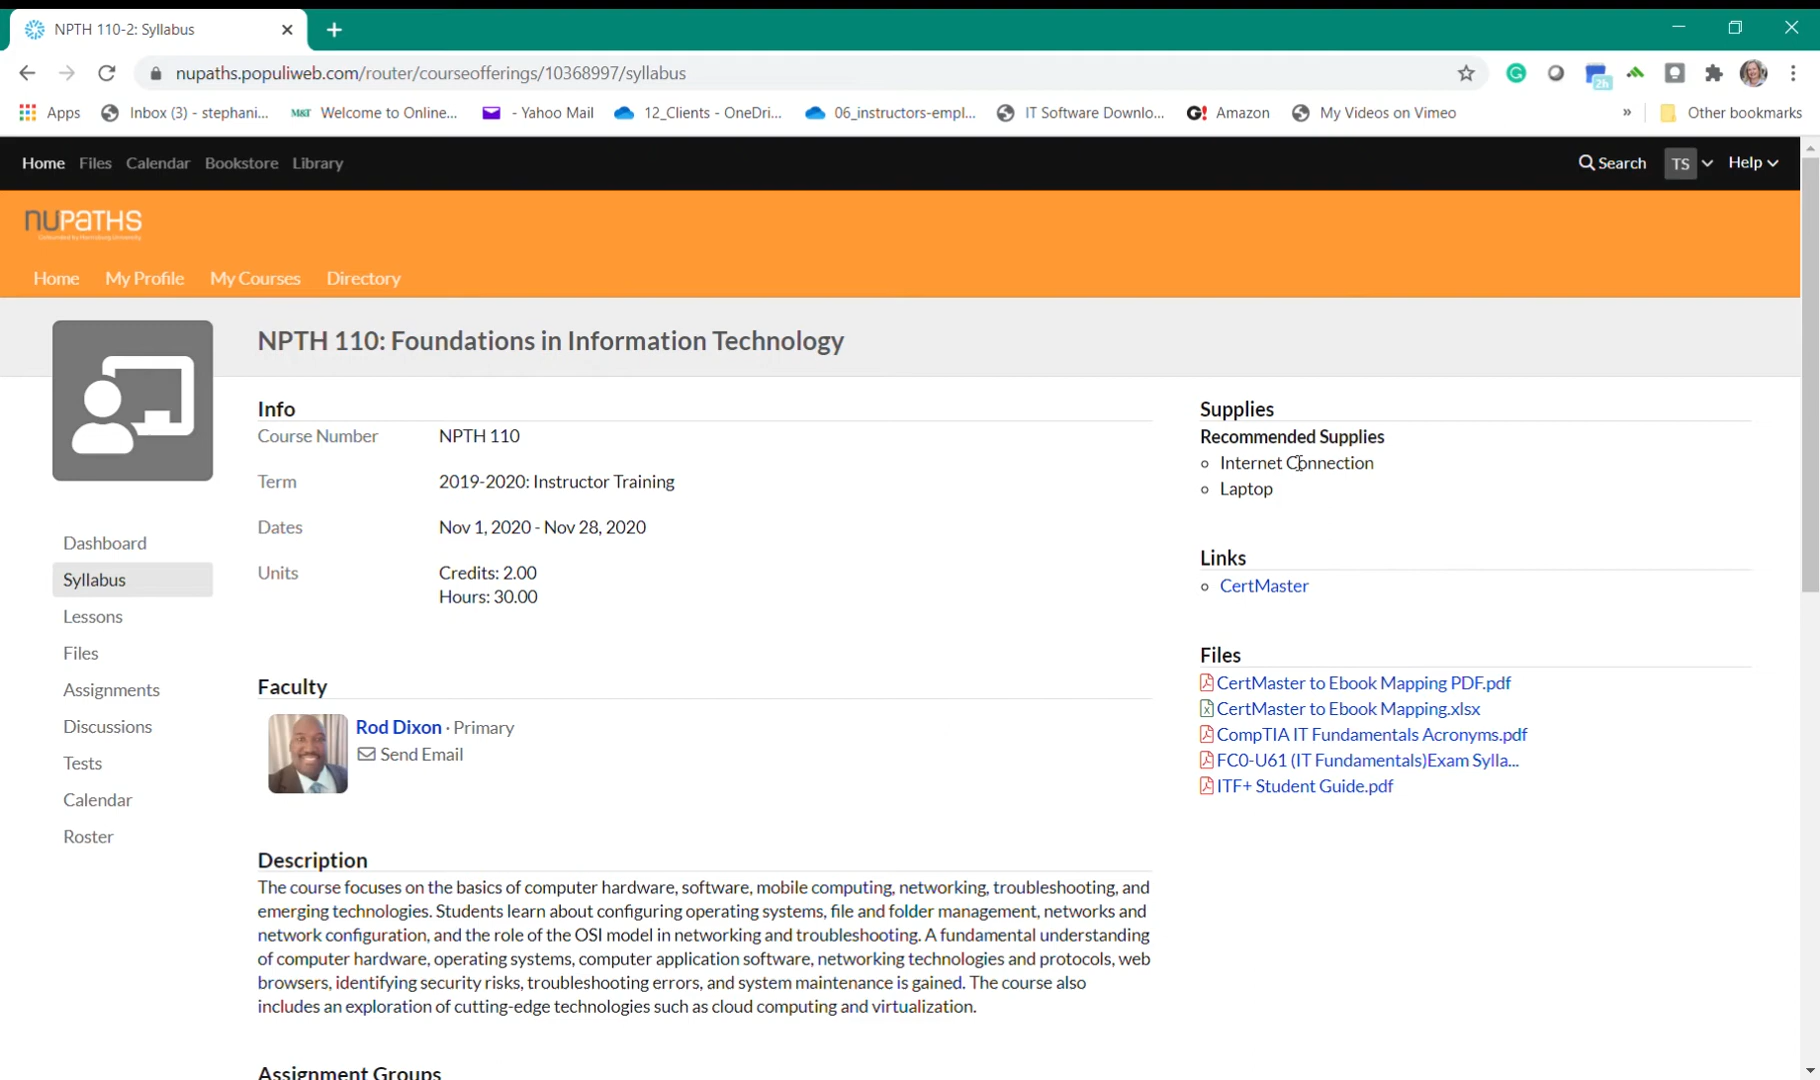 NPTH 110-2: Syllabus
nupaths.populiweb.com/router/courseofferings/10368997/syllabus
2h
Apps
Inbox (3) - stephani...
M&T Welcome to Online...
- Yahoo Mail
12_Clients - OneDri...
06_instructors-empl...
IT Software Downlo...
G! Amazon
My Videos on Vimeo
»
Other bookmarks
Home Files Calendar Bookstore Library
Search TS Help
nuPaTHS
Home My Profile My Courses Directory
NPTH 110: Foundations in Information Technology
Dashboard
Syllabus
Lessons
Files
Assignments
Discussions
Tests
Calendar
Roster
Info
Course Number NPTH 110
Term 2019-2020: Instructor Training
Dates Nov 1, 2020 - Nov 28, 2020
Units Credits: 2.00
Hours: 30.00
Faculty
Rod Dixon · Primary
Send Email
Description
The course focuses on the basics of computer hardware, software, mobile computing, networking, troubleshooting, and
emerging technologies. Students learn about configuring operating systems, file and folder management, networks and
network configuration, and the role of the OSI model in networking and troubleshooting. A fundamental understanding
of computer hardware, operating systems, computer application software, networking technologies and protocols, web
browsers, identifying security risks, troubleshooting errors, and system maintenance is gained. The course also
includes an exploration of cutting-edge technologies such as cloud computing and virtualization.
Assignment Groups
Supplies
Recommended Supplies
Internet Connection
Laptop
Links
CertMaster
Files
CertMaster to Ebook Mapping PDF.pdf
CertMaster to Ebook Mapping.xlsx
CompTIA IT Fundamentals Acronyms.pdf
FC0-U61 (IT Fundamentals)Exam Sylla...
ITF+ Student Guide.pdf